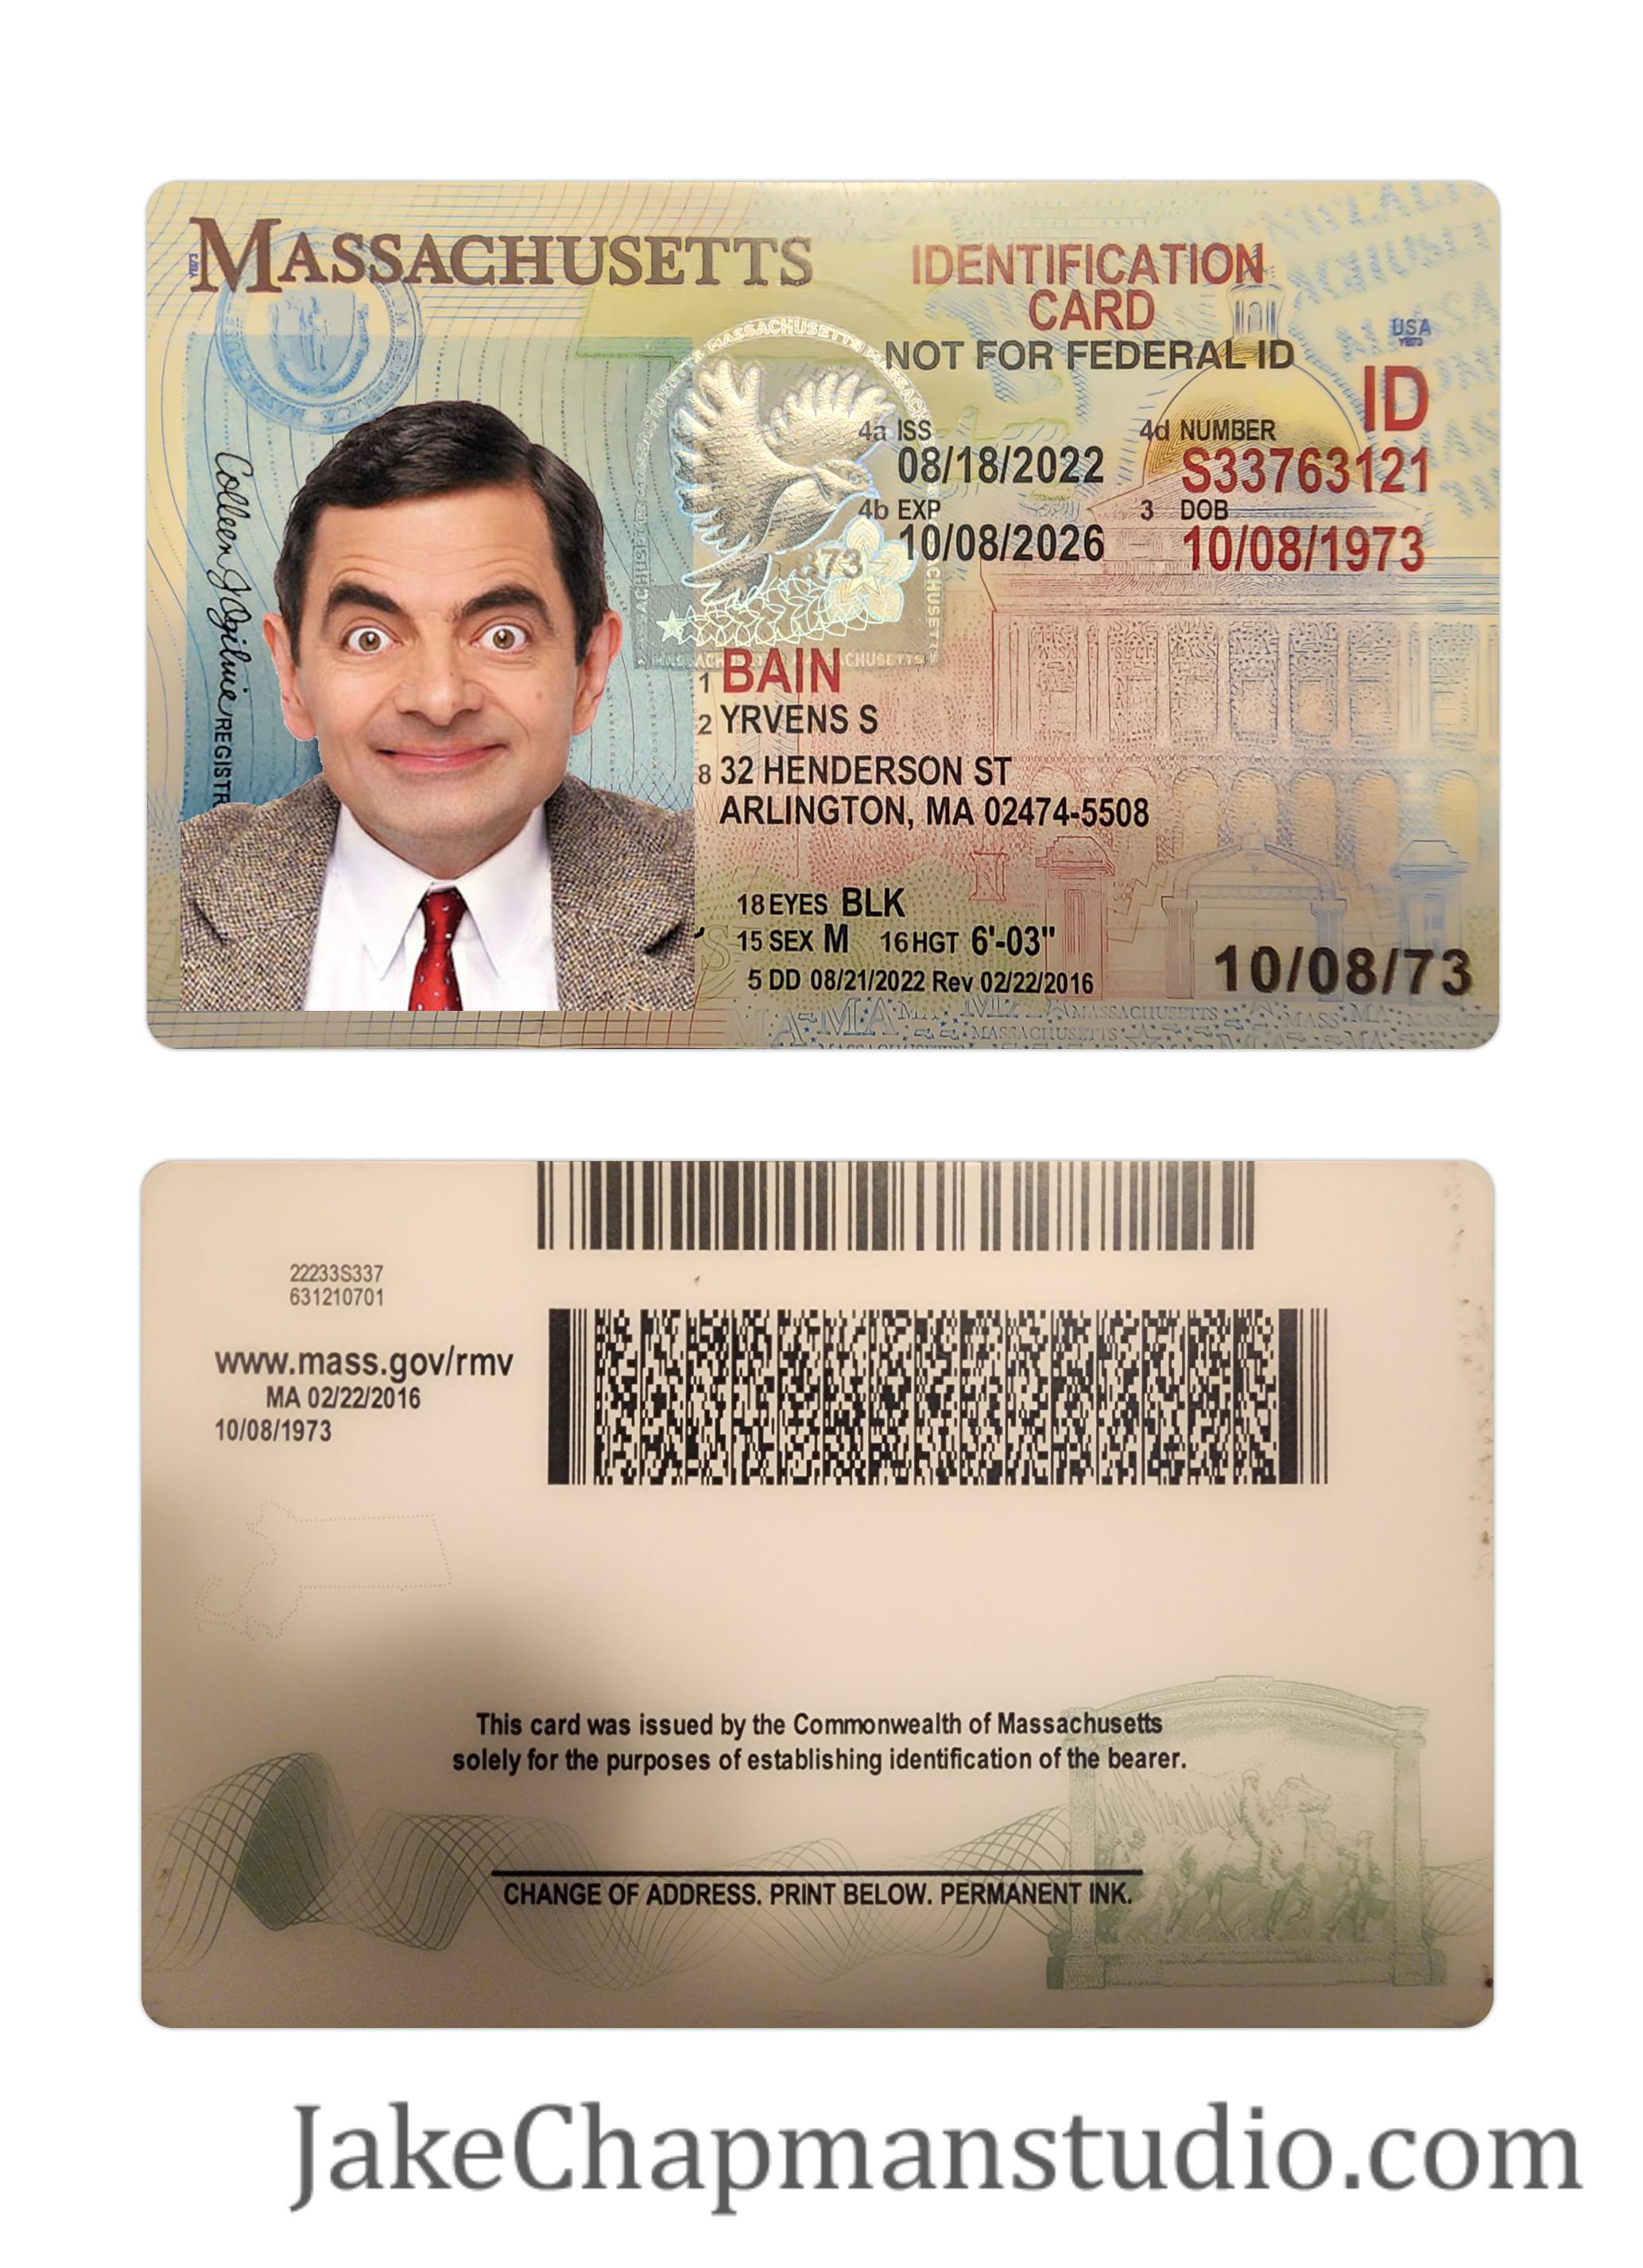 MASSACHUSETTS
IDENTIFICATION
CARD
NOT FOR FEDERAL ID
USA
ID
4a ISS
08/18/2022
4d NUMBER
S33763121
4b EXP
10/08/2026
3 DOB
10/08/1973
73
1 BAIN
2 YRVENS S
8 32 HENDERSON ST
ARLINGTON, MA 02474-5508
18 EYES BLK
15 SEX M 16 HGT 6'-03"
5 DD 08/21/2022 Rev 02/22/2016
10/08/73
Colleen J Ogilvie
MASSACHUSETTS
22233S337
631210701
www.mass.gov/rmv
MA 02/22/2016
10/08/1973
This card was issued by the Commonwealth of Massachusetts
solely for the purposes of establishing identification of the bearer.
CHANGE OF ADDRESS. PRINT BELOW. PERMANENT INK.
JakeChapmanstudio.com